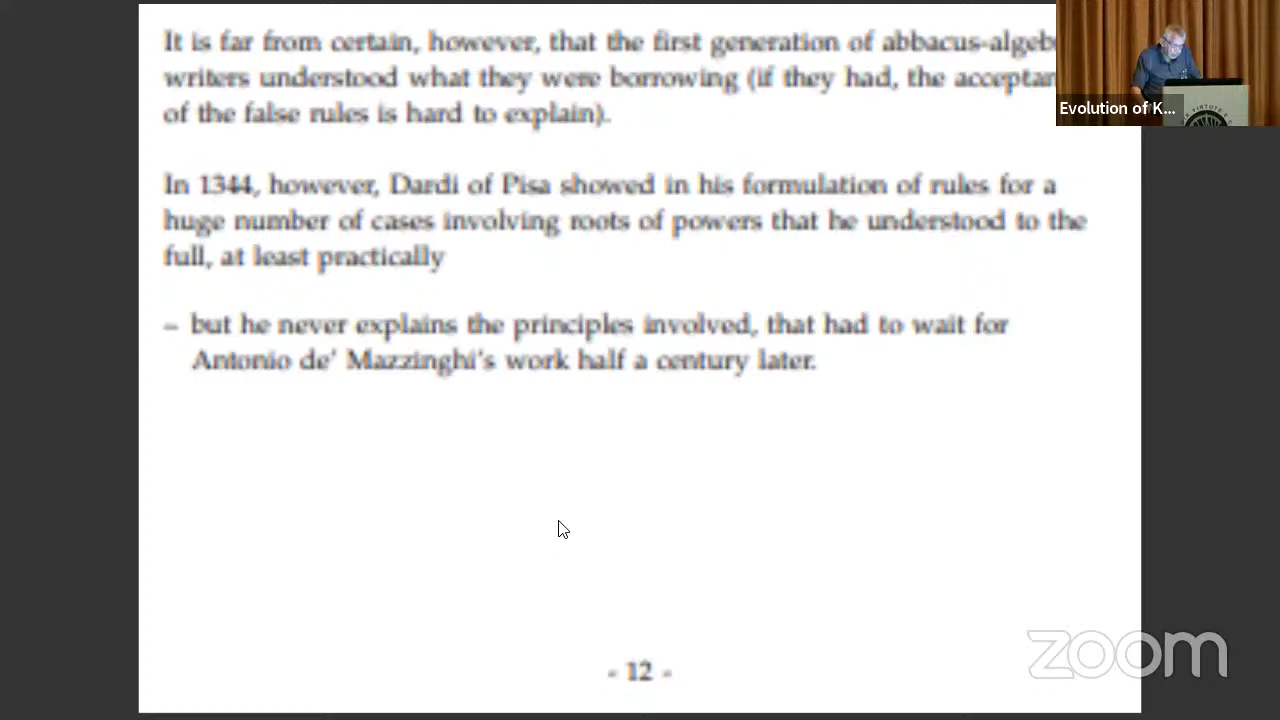 It is far from certain, however, that the first generation of abbacus-algeb
writers understood what they were borrowing (if they had, the acceptan
of the false rules is hard to explain).
In 1344, however, Dardi of Pisa showed in his formulation of rules for a
huge number of cases involving roots of powers that he understood to the
full, at least practically
– but he never explains the principles involved, that had to wait for
Antonio de' Mazzinghi's work half a century later.
- 12 -
Evolution of K...
zoom